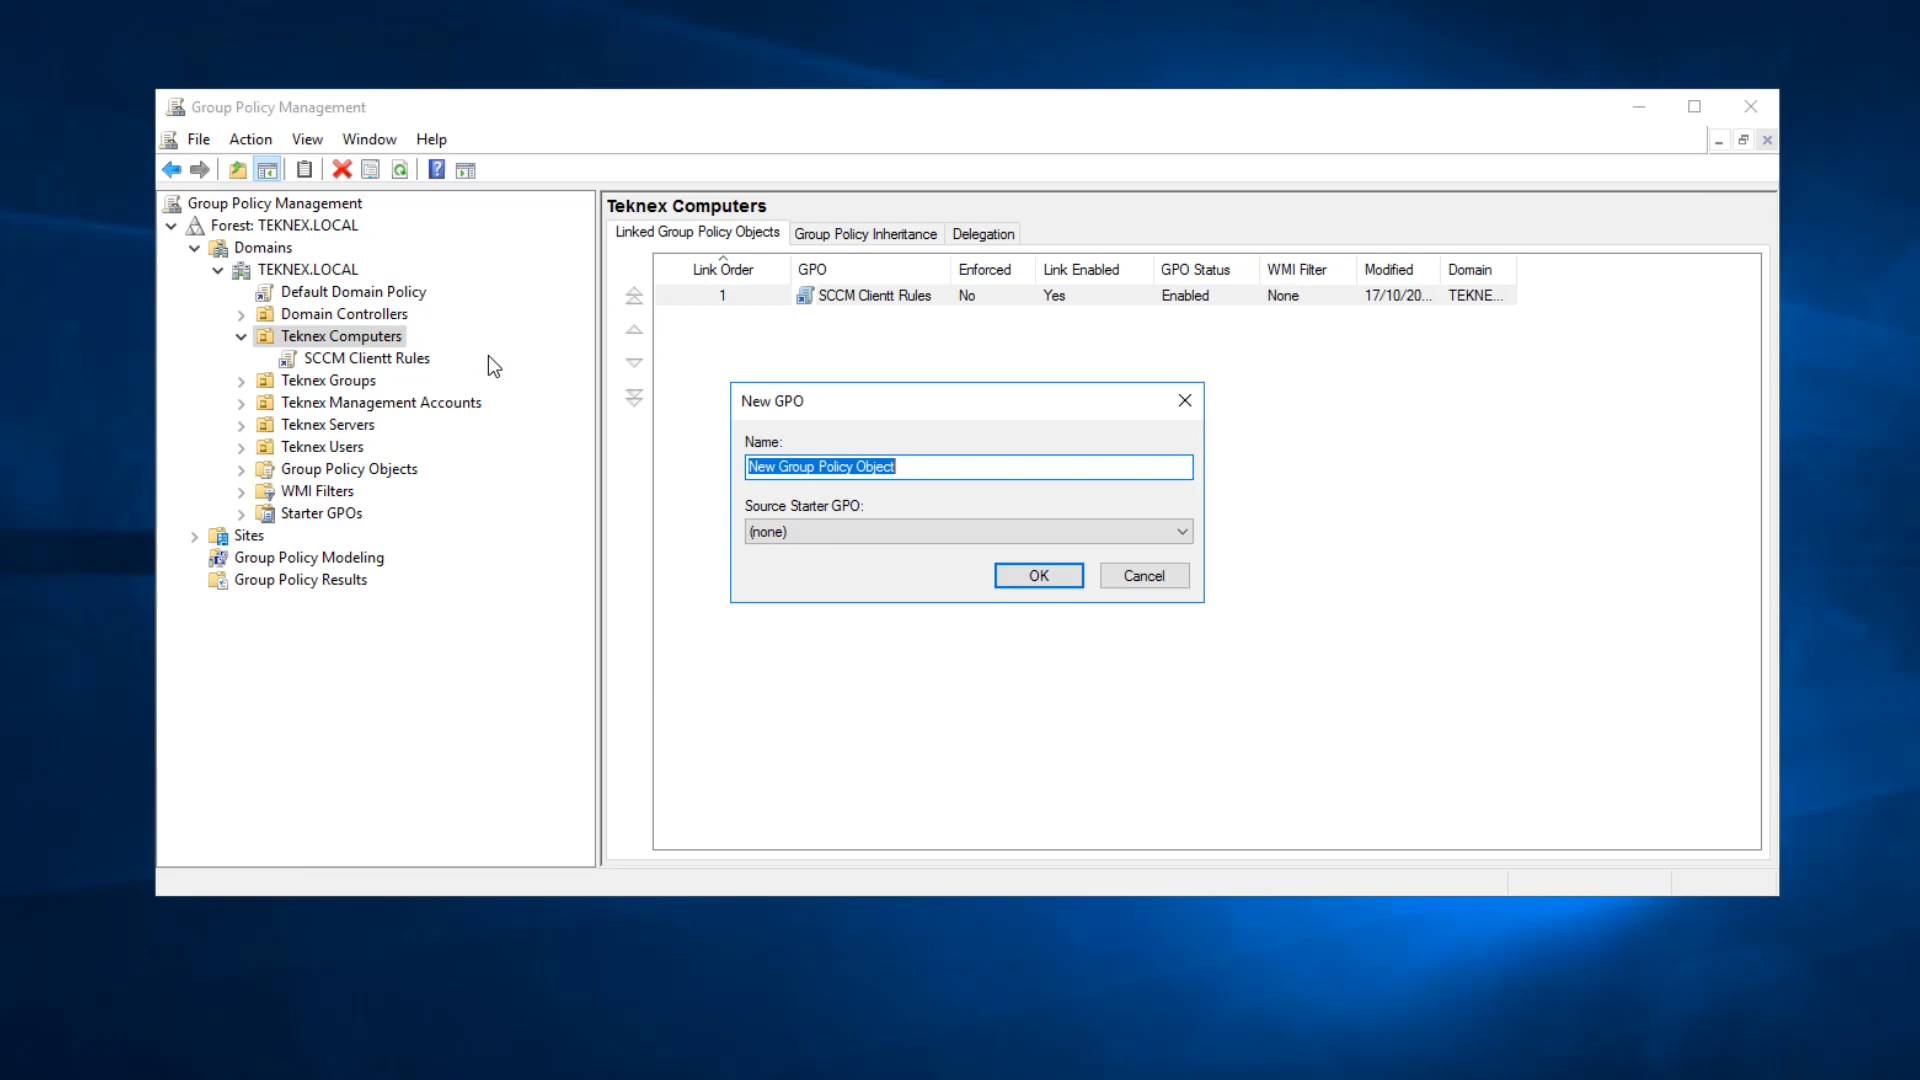 Group Policy Management
File Action View Window Help
Group Policy Management
Forest: TEKNEX.LOCAL
Domains
TEKNEX.LOCAL
Default Domain Policy
Domain Controllers
Teknex Computers
SCCM Clientt Rules
Teknex Groups
Teknex Management Accounts
Teknex Servers
Teknex Users
Group Policy Objects
WMI Filters
Starter GPOs
Sites
Group Policy Modeling
Group Policy Results
Teknex Computers
Linked Group Policy Objects Group Policy Inheritance Delegation
Link Order GPO Enforced Link Enabled GPO Status WMI Filter Modified Domain
1 SCCM Clientt Rules No Yes Enabled None 17/10/20... TEKNE...
New GPO
Name:
New Group Policy Object
Source Starter GPO:
(none)
OK Cancel